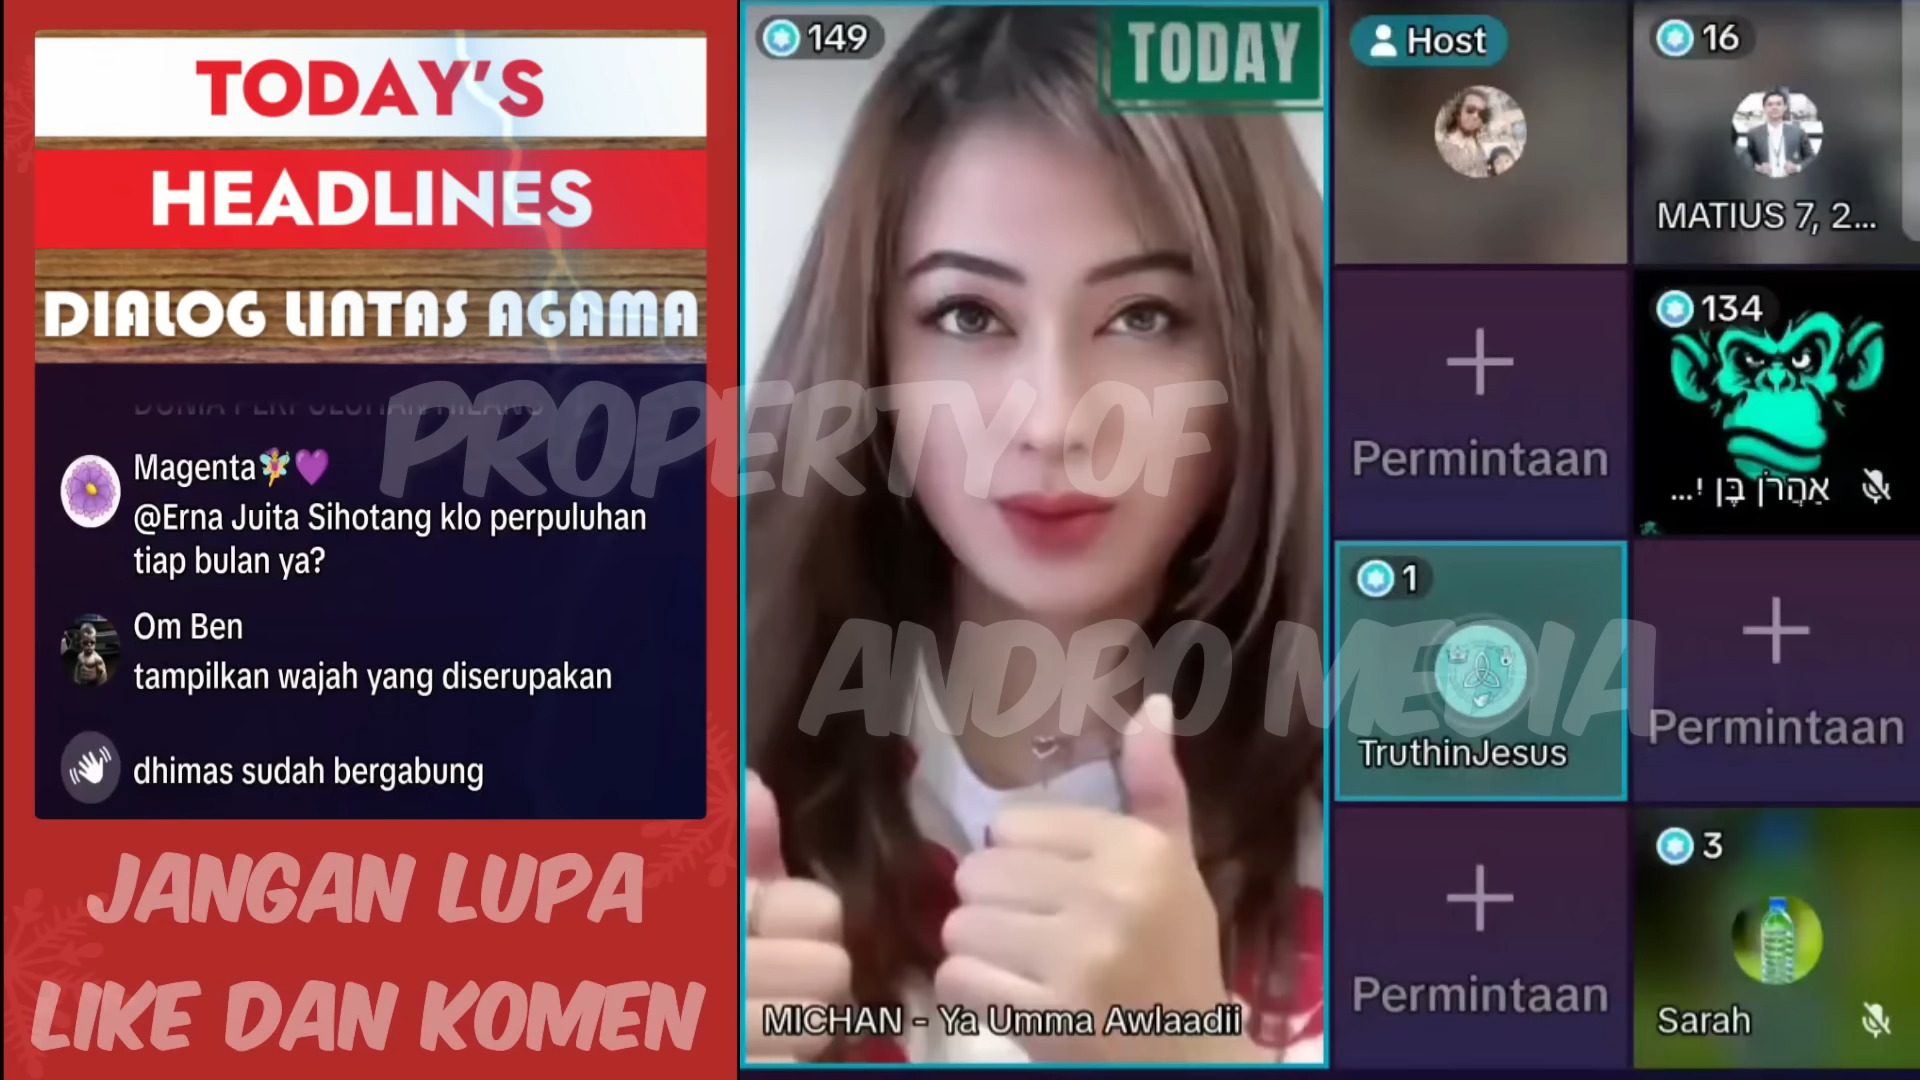 TODAY'S
HEADLINES
DIALOG LINTAS AGAMA
Magenta🧚💜
@Erna Juita Sihotang klo perpuluhan
tiap bulan ya?
Om Ben
tampilkan wajah yang diserupakan
dhimas sudah bergabung
JANGAN LUPA
LIKE DAN KOMEN
149
TODAY
MICHAN - Ya Umma Awlaadii
PROPERTY OF
ANDRO MEDIA
Host
16
MATIUS 7, 2...
Permintaan
134
אַהֲרֹן בֶּן י...
1
TruthinJesus
Permintaan
Permintaan
3
Sarah